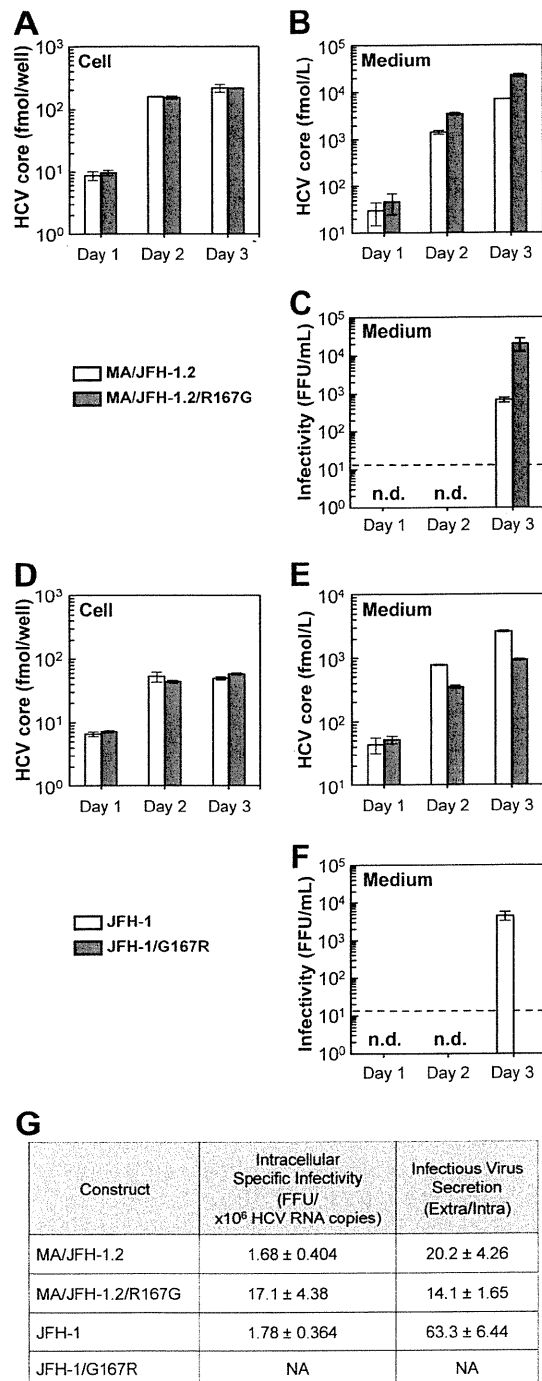 A
Cell
HCV core (fmol/well)
10³
10²
10¹
10⁰
Day 1 Day 2 Day 3
B
Medium
HCV core (fmol/L)
10⁵
10⁴
10³
10²
10¹
Day 1 Day 2 Day 3
C
Medium
Infectivity (FFU/mL)
10⁵
10⁴
10³
10²
10¹
10⁰
n.d. n.d.
Day 1 Day 2 Day 3
MA/JFH-1.2
MA/JFH-1.2/R167G
D
Cell
HCV core (fmol/well)
10³
10²
10¹
10⁰
Day 1 Day 2 Day 3
E
Medium
HCV core (fmol/L)
10⁴
10³
10²
10¹
Day 1 Day 2 Day 3
F
Medium
Infectivity (FFU/mL)
10⁵
10⁴
10³
10²
10¹
10⁰
n.d. n.d.
Day 1 Day 2 Day 3
JFH-1
JFH-1/G167R
G
Construct
Intracellular
Specific Infectivity
(FFU/
x10⁶ HCV RNA copies)
Infectious Virus
Secretion
(Extra/Intra)
MA/JFH-1.2 1.68 ± 0.404 20.2 ± 4.26
MA/JFH-1.2/R167G 17.1 ± 4.38 14.1 ± 1.65
JFH-1 1.78 ± 0.364 63.3 ± 6.44
JFH-1/G167R NA NA